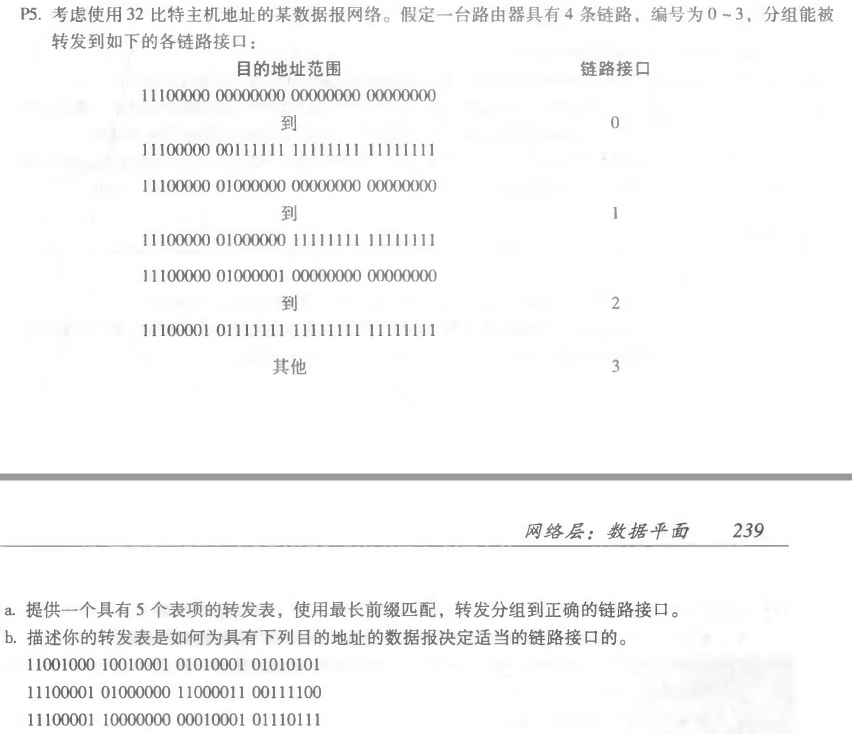 P5. 考虑使用 32 比特主机地址的某数据报网络。假定一台路由器具有 4 条链路，编号为 0 ~ 3，分组能被
转发到如下的各链路接口：
目的地址范围 链路接口
11100000 00000000 00000000 00000000
到 0
11100000 00111111 11111111 11111111
11100000 01000000 00000000 00000000
到 1
11100000 01000000 11111111 11111111
11100000 01000001 00000000 00000000
到 2
11100001 01111111 11111111 11111111
其他 3
网络层：数据平面 239
a. 提供一个具有 5 个表项的转发表，使用最长前缀匹配，转发分组到正确的链路接口。
b. 描述你的转发表是如何为具有下列目的地址的数据报决定适当的链路接口的。
11001000 10010001 01010001 01010101
11100001 01000000 11000011 00111100
11100001 10000000 00010001 01110111